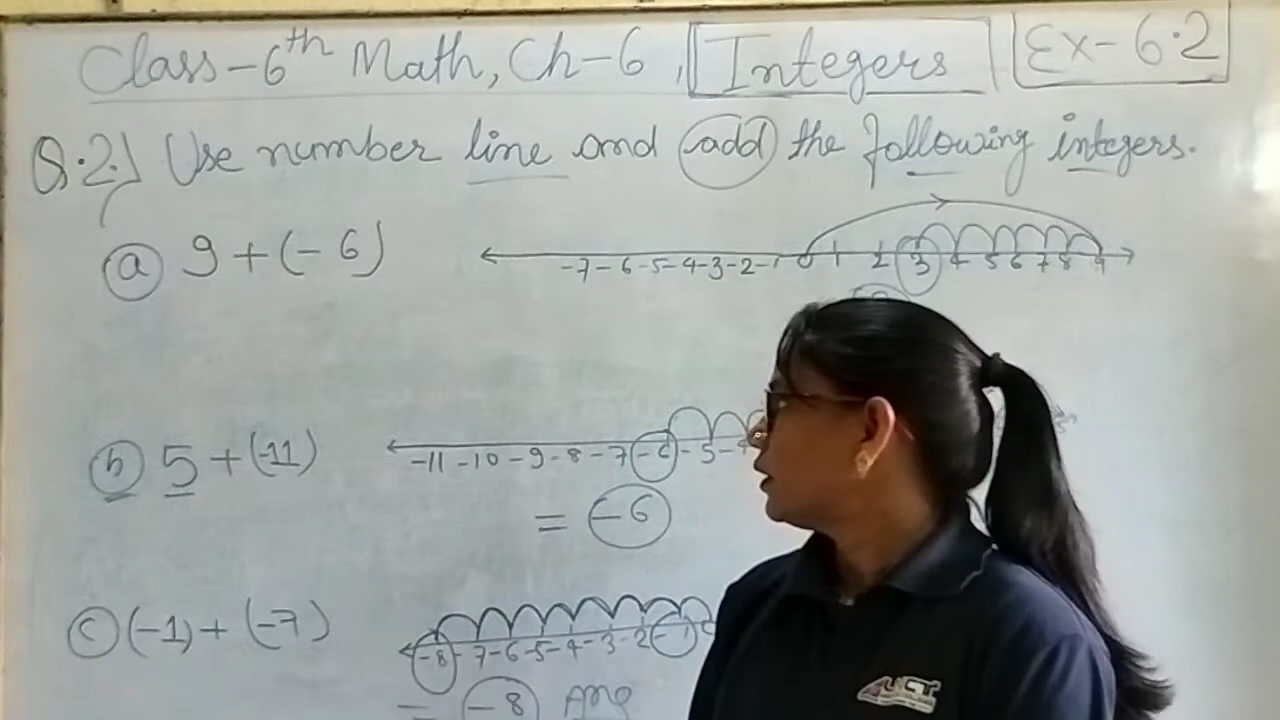 Class-6th Math, Ch-6, Integers Ex-6.2
Q.2) Use number line and add the following integers.
(a) 9+(-6)
-7-6-5-4-3-2-1 0 1 2 3 4 5 6 7 8 9
(b) 5+(-11)
-11 -10 -9 -8 -7 -6 -5 -4
= -6
(c) (-1)+(-7)
-8 -7-6-5-4-3-2 -1 0
= -8 Ans
AUCT